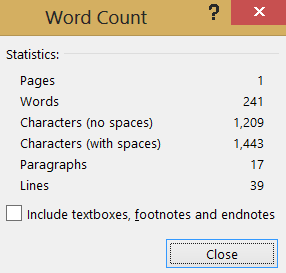 Word Count ? ×
Statistics:
Pages 1
Words 241
Characters (no spaces) 1,209
Characters (with spaces) 1,443
Paragraphs 17
Lines 39
Include textboxes, footnotes and endnotes
Close